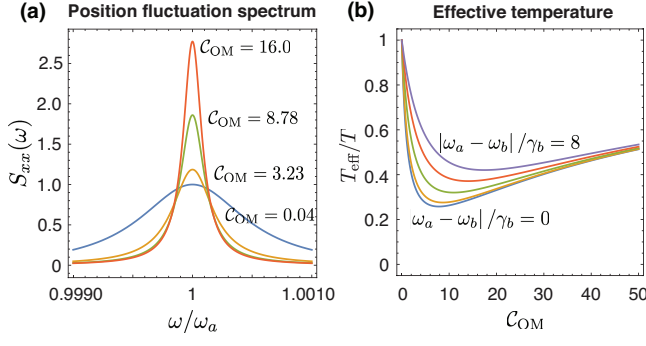 (a) Position fluctuation spectrum
2.5
2.0
1.5
1.0
0.5
0
S_xx(ω)
C_OM = 16.0
C_OM = 8.78
C_OM = 3.23
C_OM = 0.04
0.9990 1 1.0010
ω/ω_a
(b) Effective temperature
1
0.8
0.6
0.4
0.2
0
T_eff/T
|ω_a − ω_b|/γ_b = 8
ω_a − ω_b|/γ_b = 0
0 10 20 30 40 50
C_OM